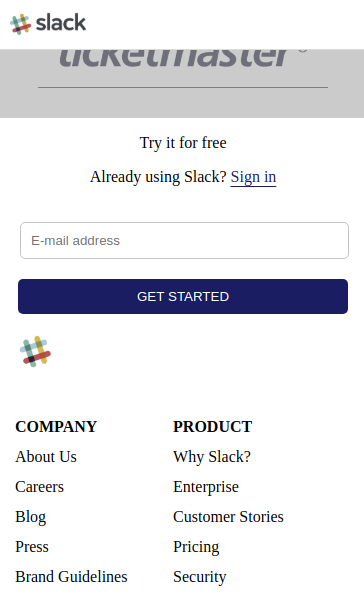 slack
ticketmaster®
Try it for free
Already using Slack? Sign in
E-mail address
GET STARTED
COMPANY
About Us
Careers
Blog
Press
Brand Guidelines
PRODUCT
Why Slack?
Enterprise
Customer Stories
Pricing
Security